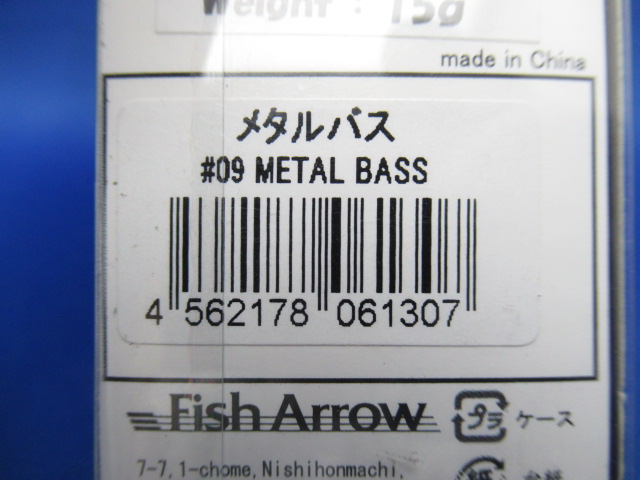 Weight : 15g
made in China
メタルバス
#09 METAL BASS
4 562178 061307
Fish Arrow
プラ ケース
7-7,1-chome,Nishihonmachi,